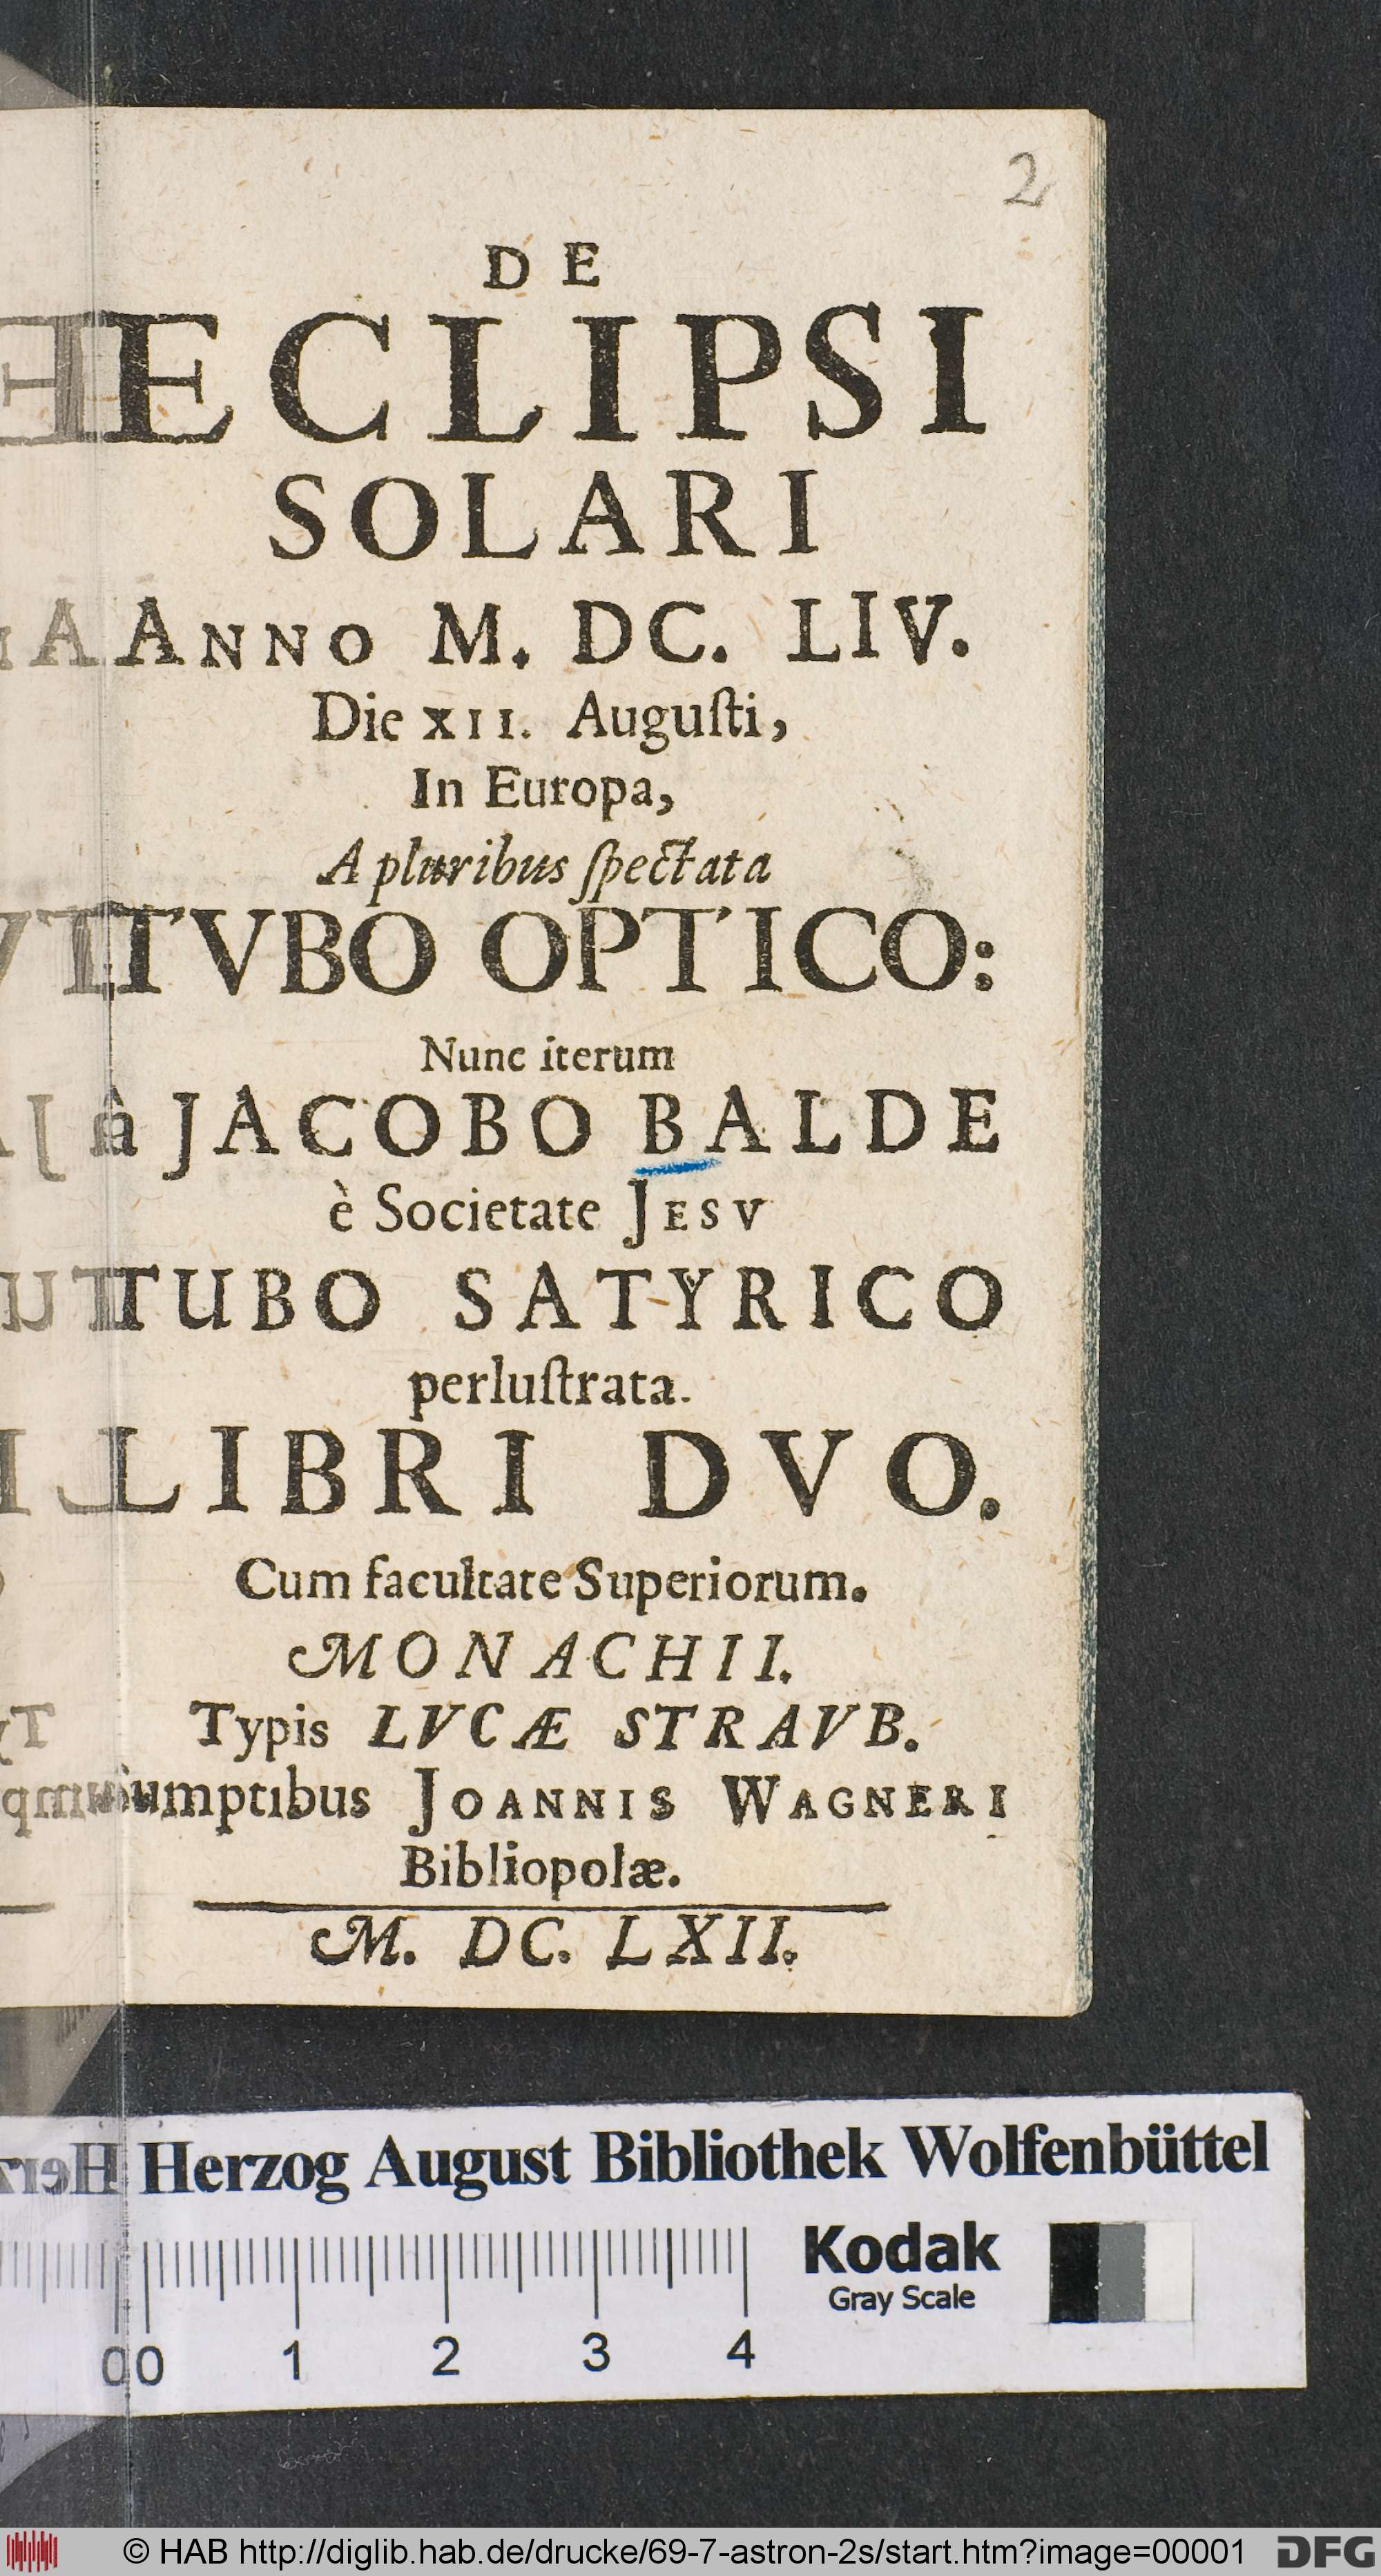 2
DE
ECLIPSI
SOLARI
ANNO M. DC. LIV.
Die XII. Auguſti,
In Europa,
A pluribus ſpectata
TVBO OPTICO:
Nunc iterum
à JACOBO BALDE
è Societate JESV
TUBO SATYRICO
perluſtrata.
LIBRI DVO.
Cum facultate Superiorum.
MONACHII.
Typis LVCÆ STRAVB.
Sumptibus JOANNIS WAGNERI
Bibliopolæ.
M. DC. LXII.
Herzog August Bibliothek Wolfenbüttel
Kodak
Gray Scale
0 1 2 3 4
© HAB http://diglib.hab.de/drucke/69-7-astron-2s/start.htm?image=00001
DFG